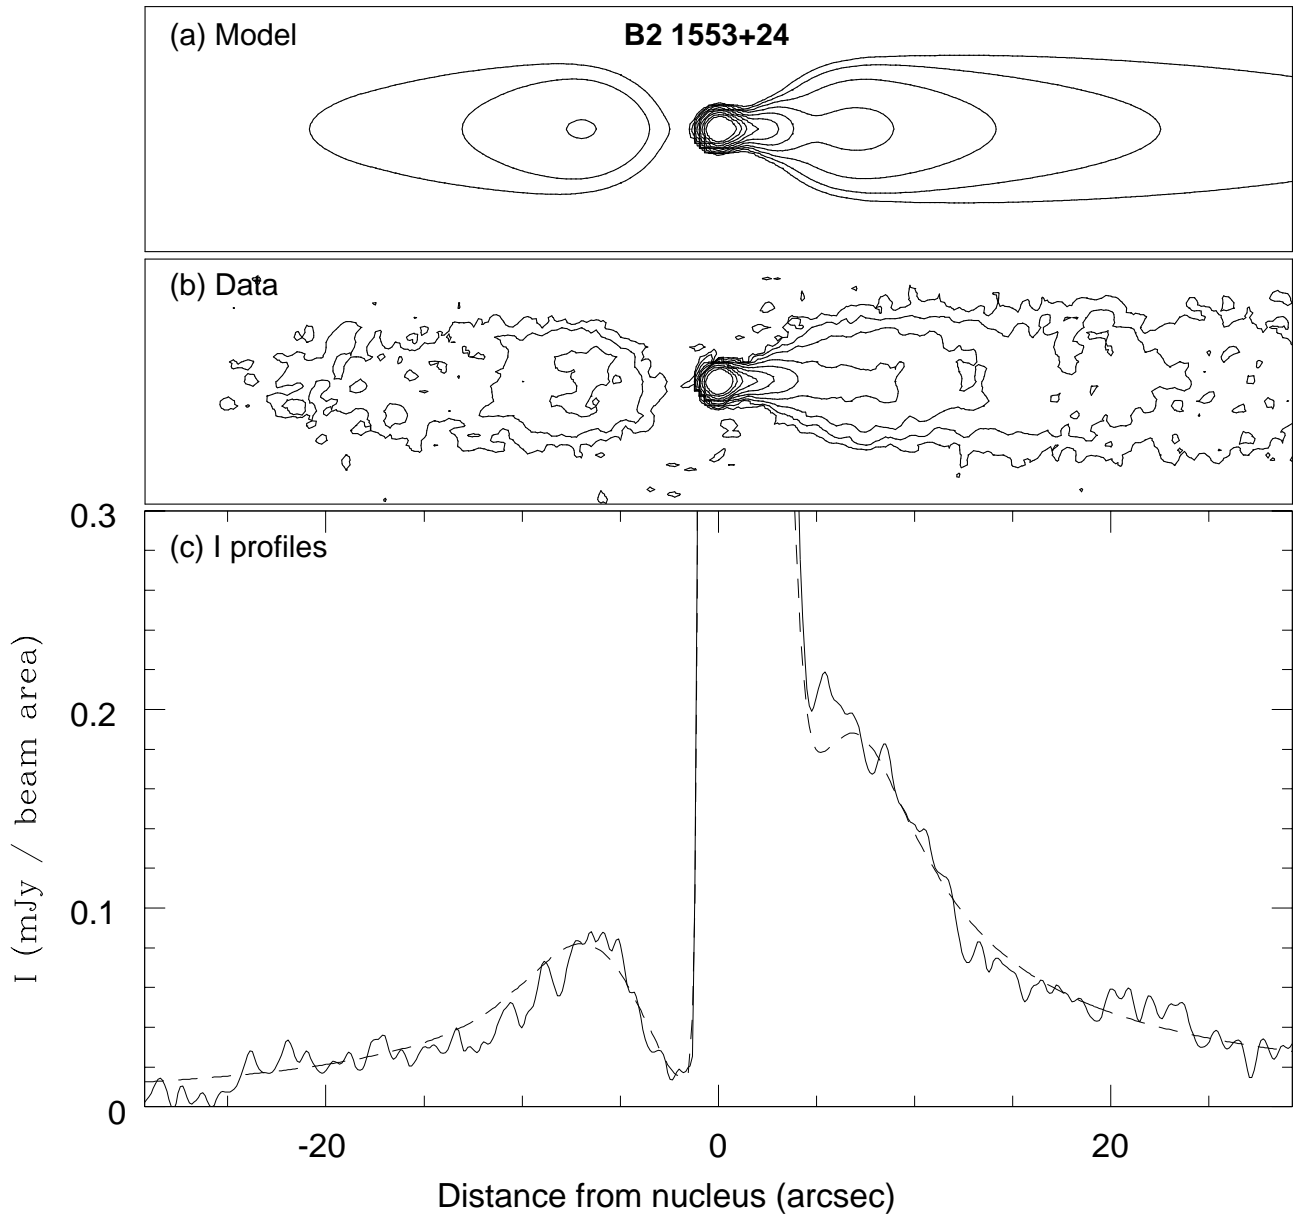 (a) Model
B2 1553+24
(b) Data
(c) I profiles
0.3
0.2
0.1
0
I (mJy / beam area)
-20
0
20
Distance from nucleus (arcsec)